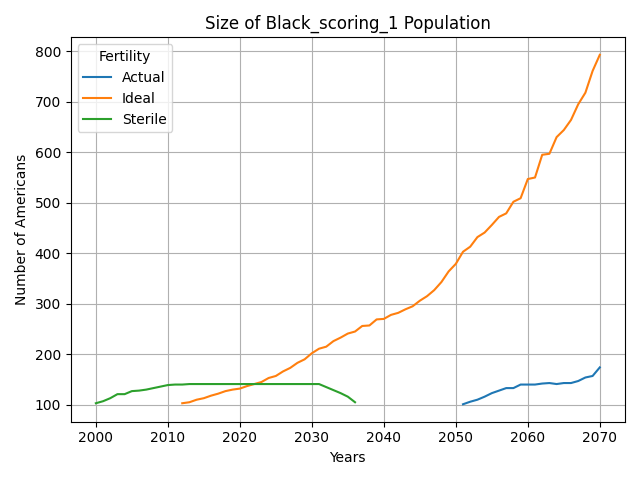 Size of Black_scoring_1 Population
Fertility
Actual
Ideal
Sterile
Number of Americans
800
700
600
500
400
300
200
100
2000 2010 2020 2030 2040 2050 2060 2070
Years